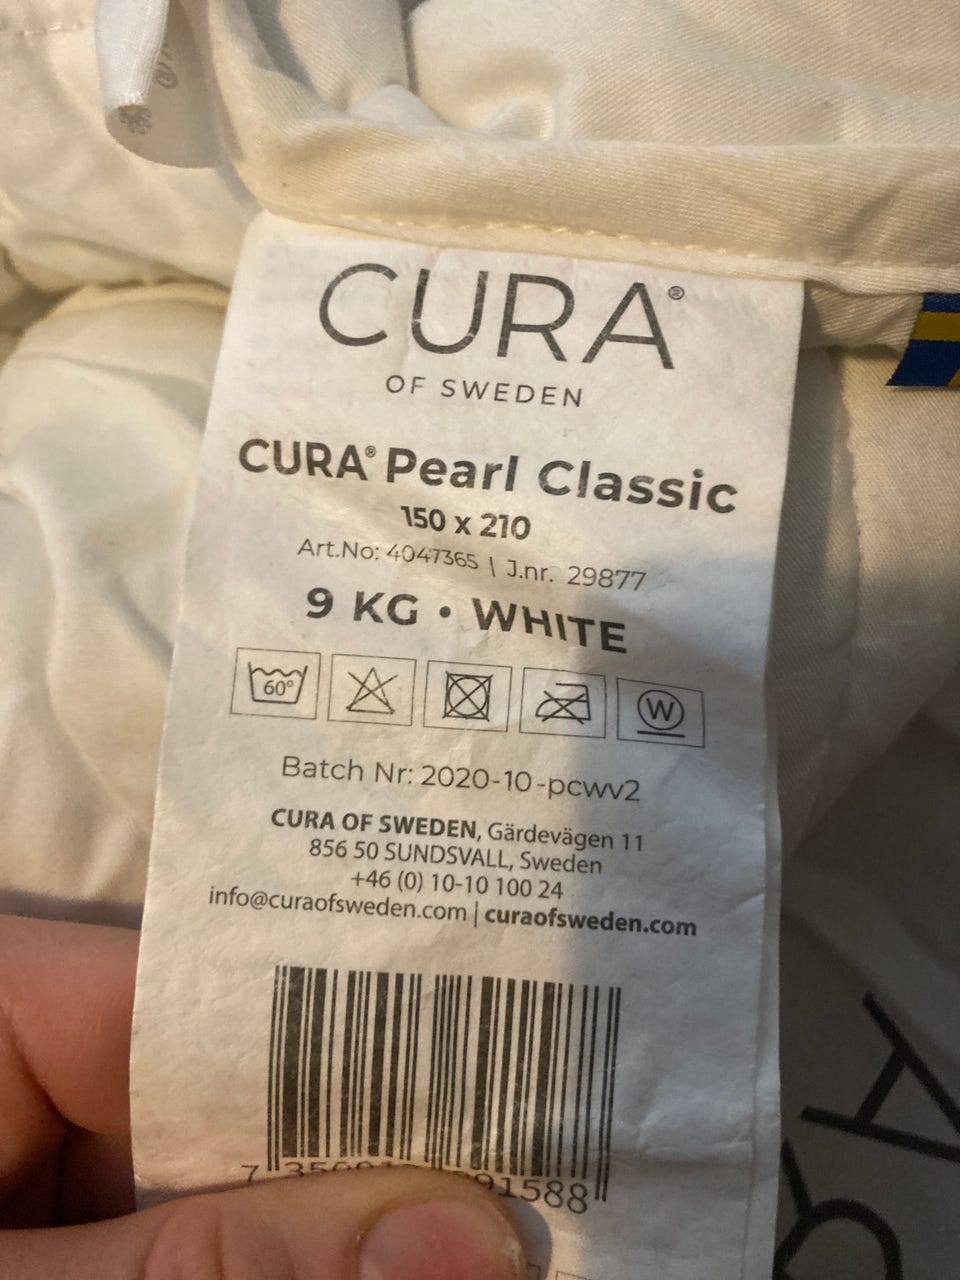 CURA®
OF SWEDEN
CURA® Pearl Classic
150 x 210
Art.No: 4047365 | J.nr. 29877
9 KG • WHITE
60°
W
Batch Nr: 2020-10-pcwv2
CURA OF SWEDEN, Gärdevägen 11
856 50 SUNDSVALL, Sweden
+46 (0) 10-10 100 24
info@curaofsweden.com | curaofsweden.com